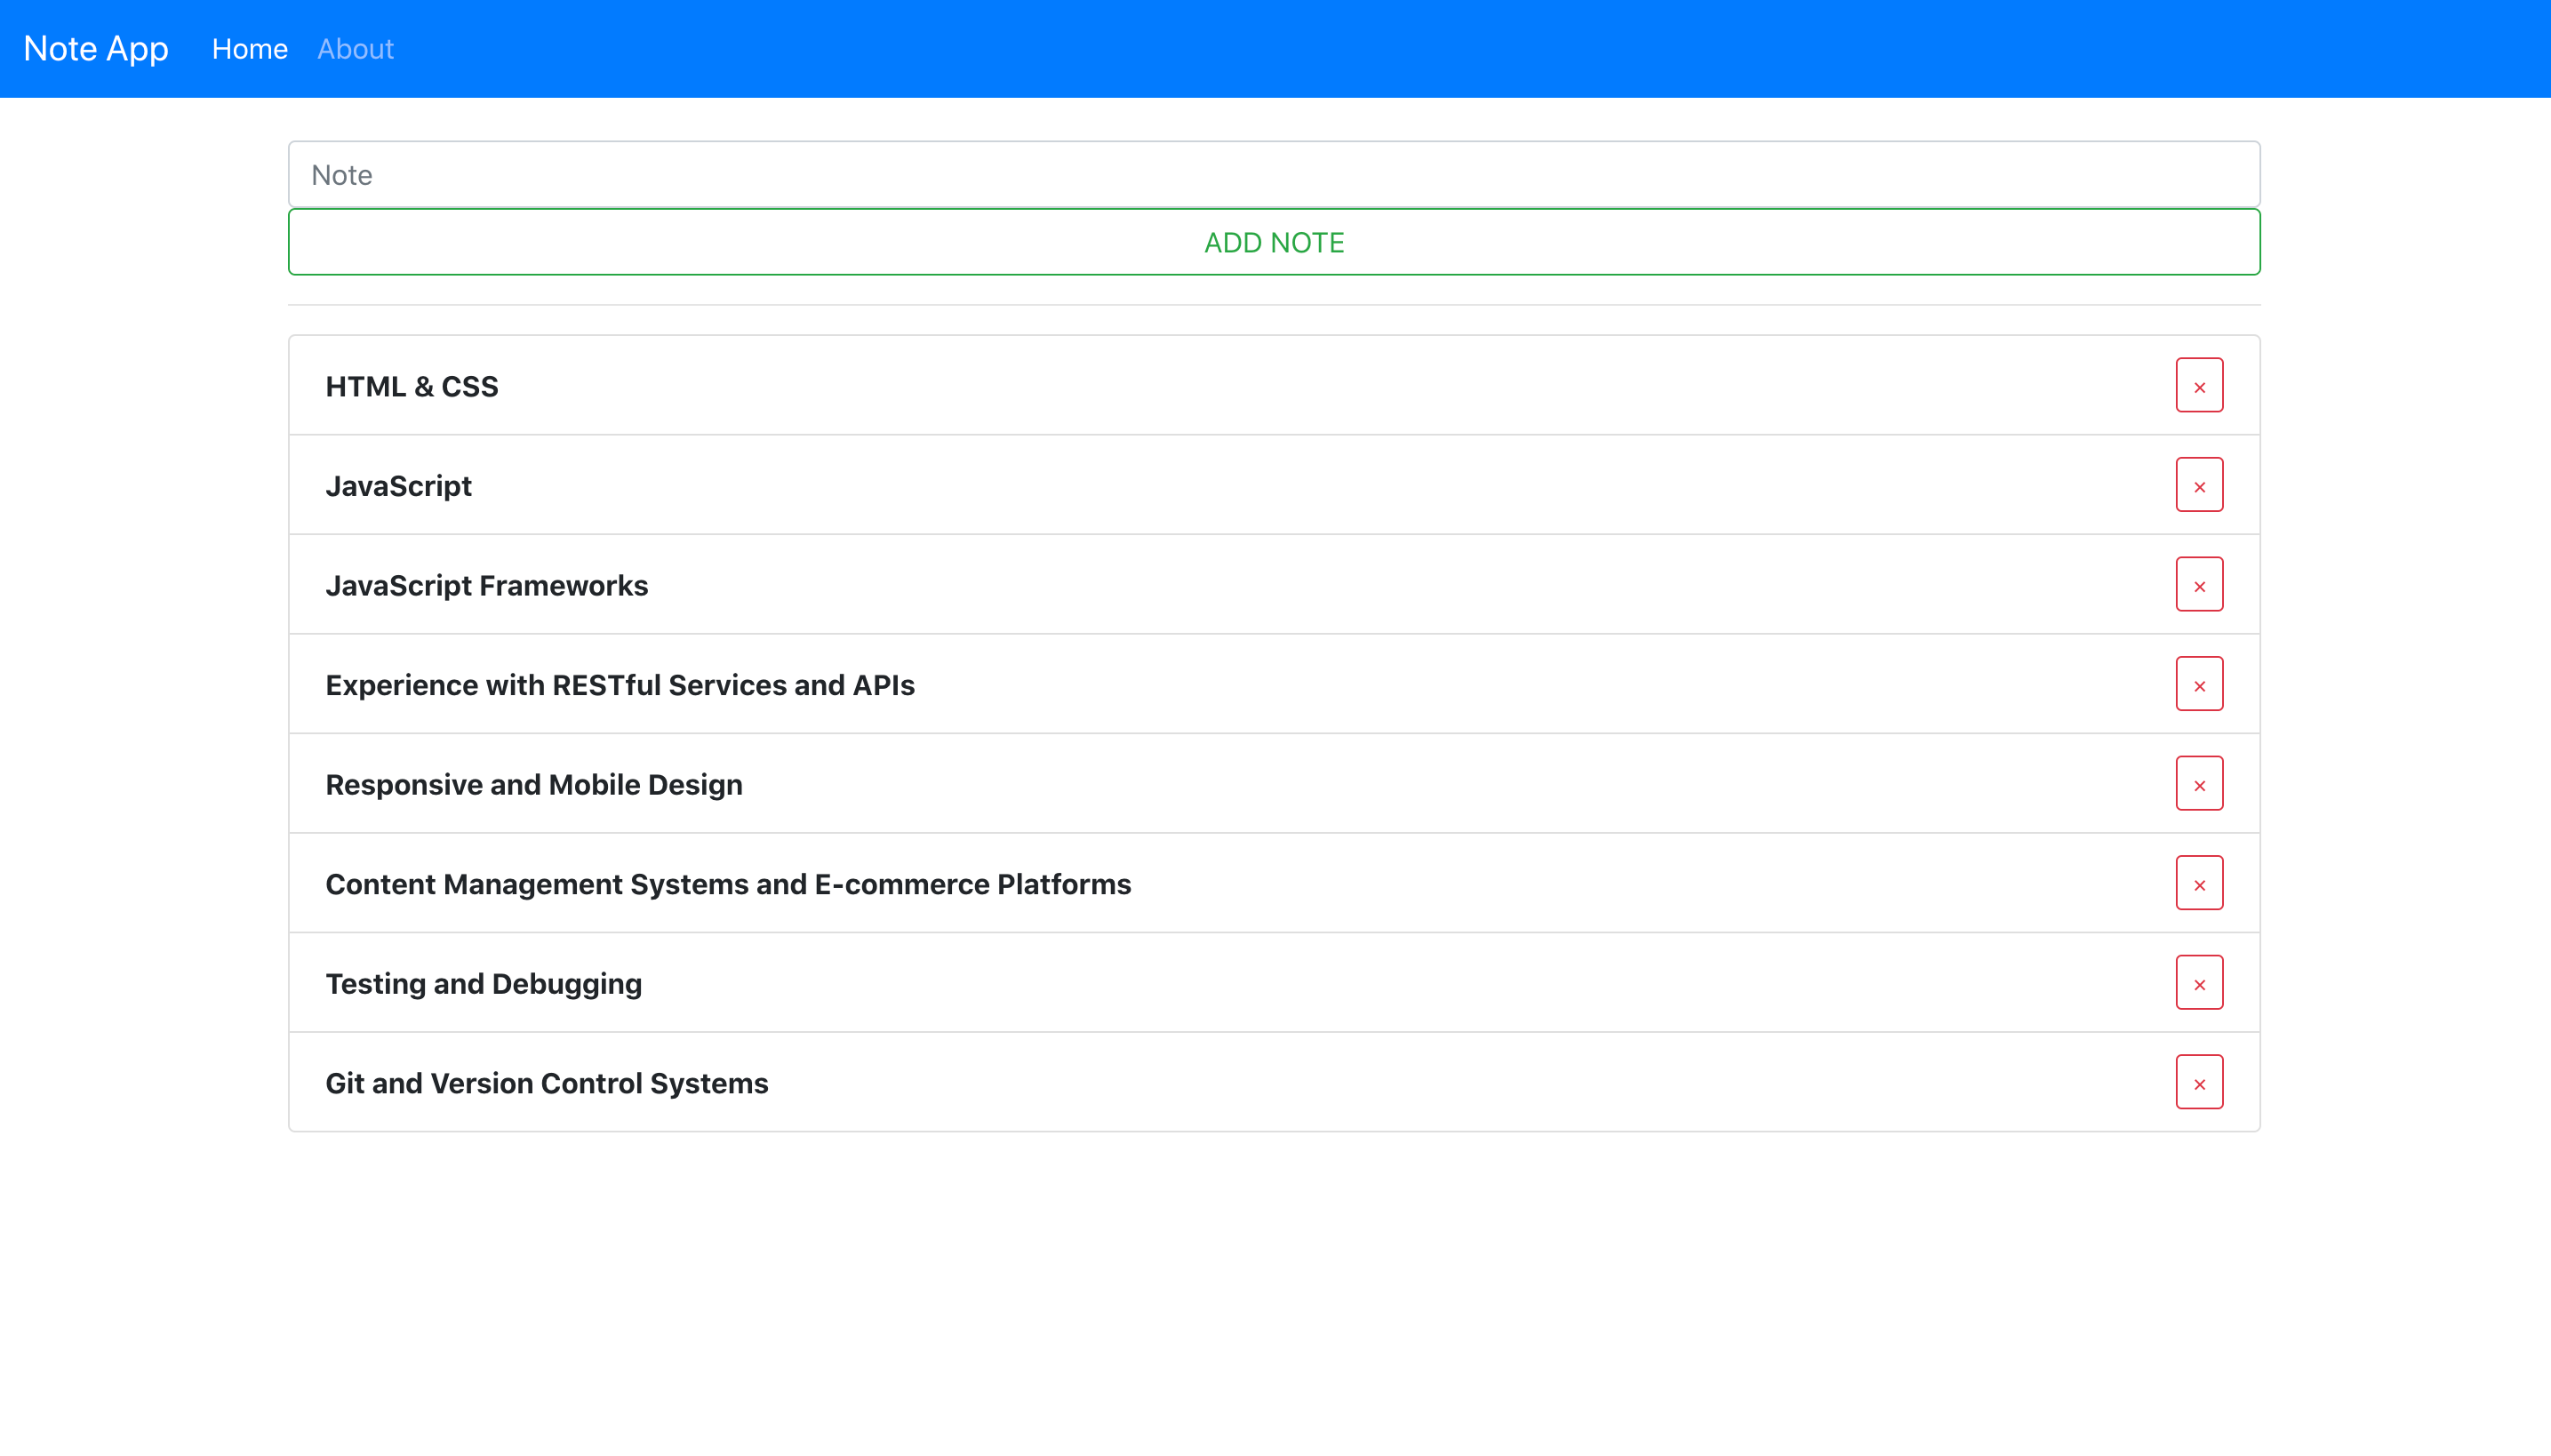 Note App Home About
Note
ADD NOTE
HTML & CSS ×
JavaScript ×
JavaScript Frameworks ×
Experience with RESTful Services and APIs ×
Responsive and Mobile Design ×
Content Management Systems and E-commerce Platforms ×
Testing and Debugging ×
Git and Version Control Systems ×